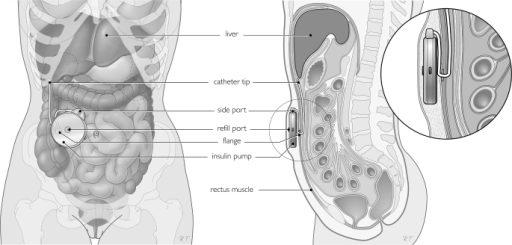 liver
catheter tip
side port
refill port
flange
insulin pump
rectus muscle